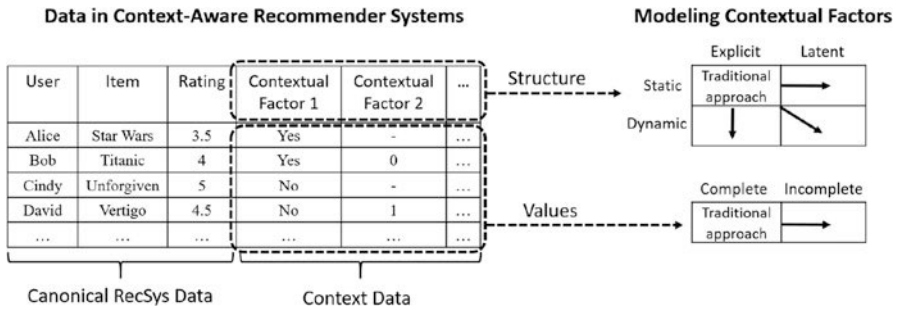 Data in Context-Aware Recommender Systems
Modeling Contextual Factors
User Item Rating Contextual Factor 1 Contextual Factor 2 ...
Alice Star Wars 3.5 Yes - ...
Bob Titanic 4 Yes 0 ...
Cindy Unforgiven 5 No - ...
David Vertigo 4.5 No 1 ...
... ... ... ... ... ...
Canonical RecSys Data
Context Data
Structure
Explicit Latent
Static Traditional approach
Dynamic
Values
Complete Incomplete
Traditional approach